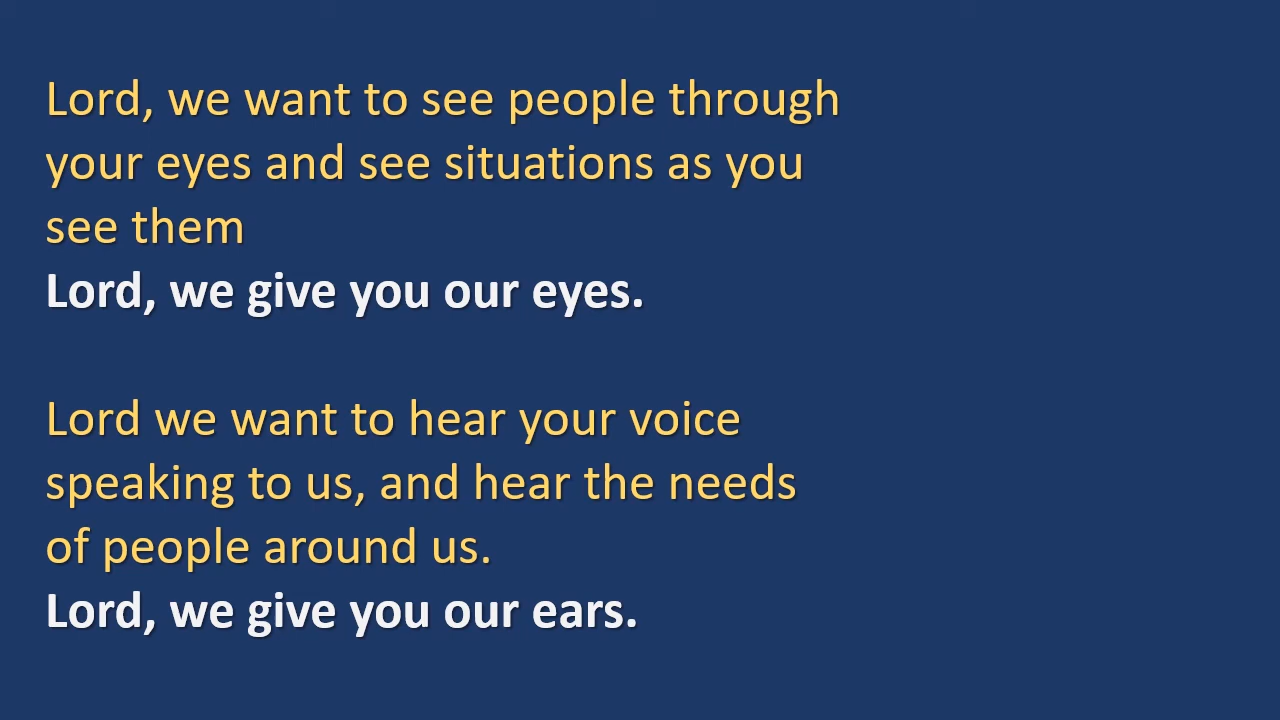 Lord, we want to see people through
your eyes and see situations as you
see them
Lord, we give you our eyes.
Lord we want to hear your voice
speaking to us, and hear the needs
of people around us.
Lord, we give you our ears.